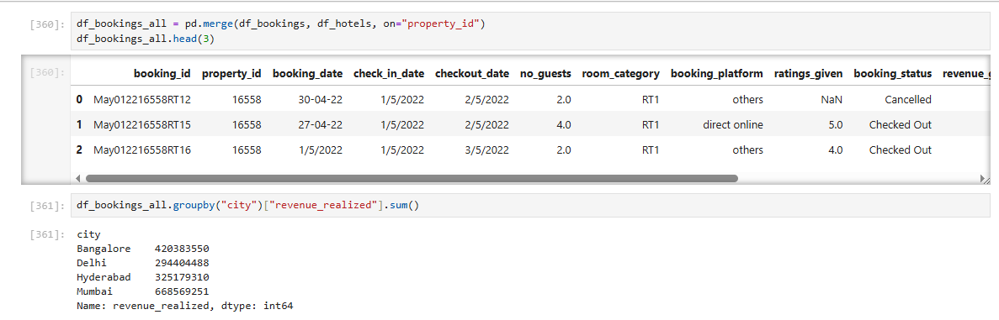 [360]: df_bookings_all = pd.merge(df_bookings, df_hotels, on="property_id")
df_bookings_all.head(3)
[360]: booking_id property_id booking_date check_in_date checkout_date no_guests room_category booking_platform ratings_given booking_status revenue_g
0 May012216558RT12 16558 30-04-22 1/5/2022 2/5/2022 2.0 RT1 others NaN Cancelled
1 May012216558RT15 16558 27-04-22 1/5/2022 2/5/2022 4.0 RT1 direct online 5.0 Checked Out
2 May012216558RT16 16558 1/5/2022 1/5/2022 3/5/2022 2.0 RT1 others 4.0 Checked Out
[361]: df_bookings_all.groupby("city")["revenue_realized"].sum()
[361]: city
Bangalore 420383550
Delhi 294404488
Hyderabad 325179310
Mumbai 668569251
Name: revenue_realized, dtype: int64